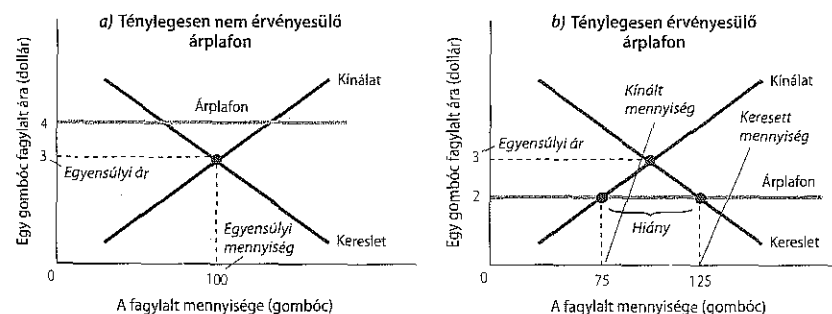 a) Ténylegesen nem érvényesülő
árplafon
Egy gombóc fagylalt ára (dollár)
Kínálat
4
Árplafon
3
Egyensúlyi ár
Egyensúlyi
mennyiség
Kereslet
0
100
A fagylalt mennyisége (gombóc)
b) Ténylegesen érvényesülő
árplafon
Egy gombóc fagylalt ára (dollár)
Kínált
mennyiség
Kínálat
Keresett
mennyiség
3
Egyensúlyi ár
2
Árplafon
Hiány
Kereslet
0
75
125
A fagylalt mennyisége (gombóc)